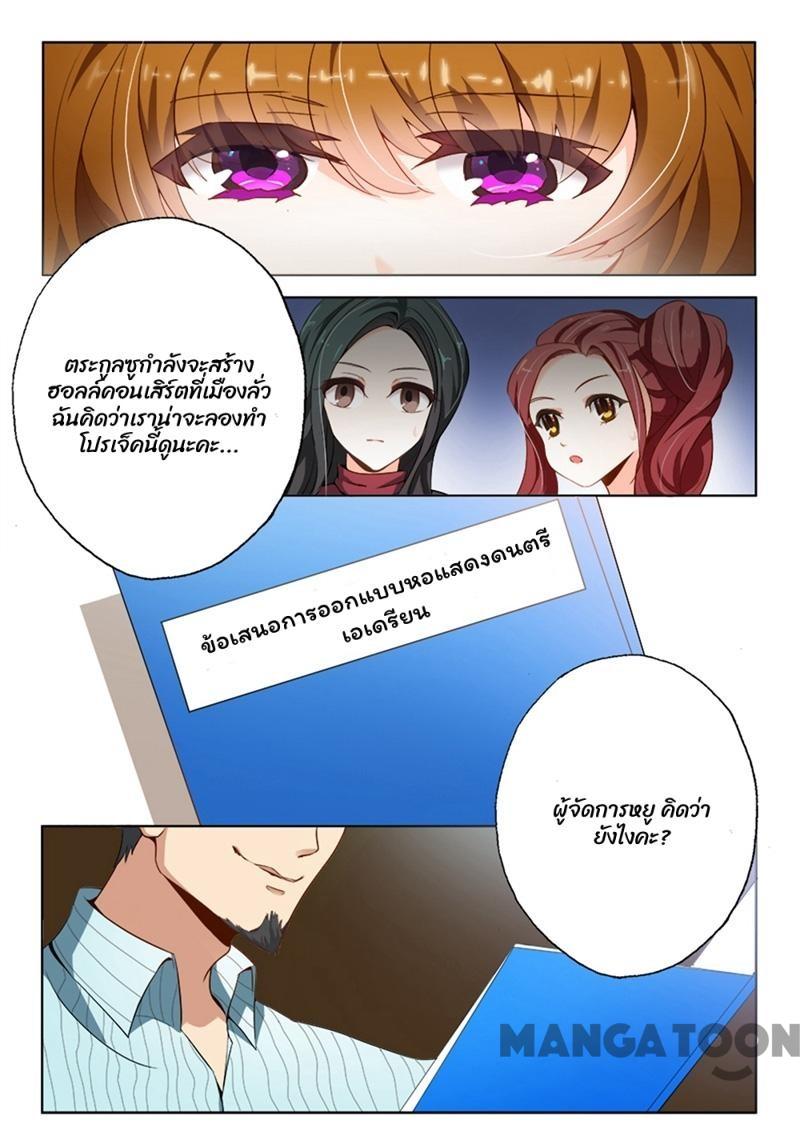 ตระกูลซูกำลังจะสร้าง
ฮอลล์คอนเสิร์ตที่เมืองลั่ว
ฉันคิดว่าเราน่าจะลองทำ
โปรเจ็คนี้ดูนะคะ...
ข้อเสนอการออกแบบหอแสดงดนตรี
เอเดรียน
ผู้จัดการหยู คิดว่า
ยังไงคะ?
MANGATOON